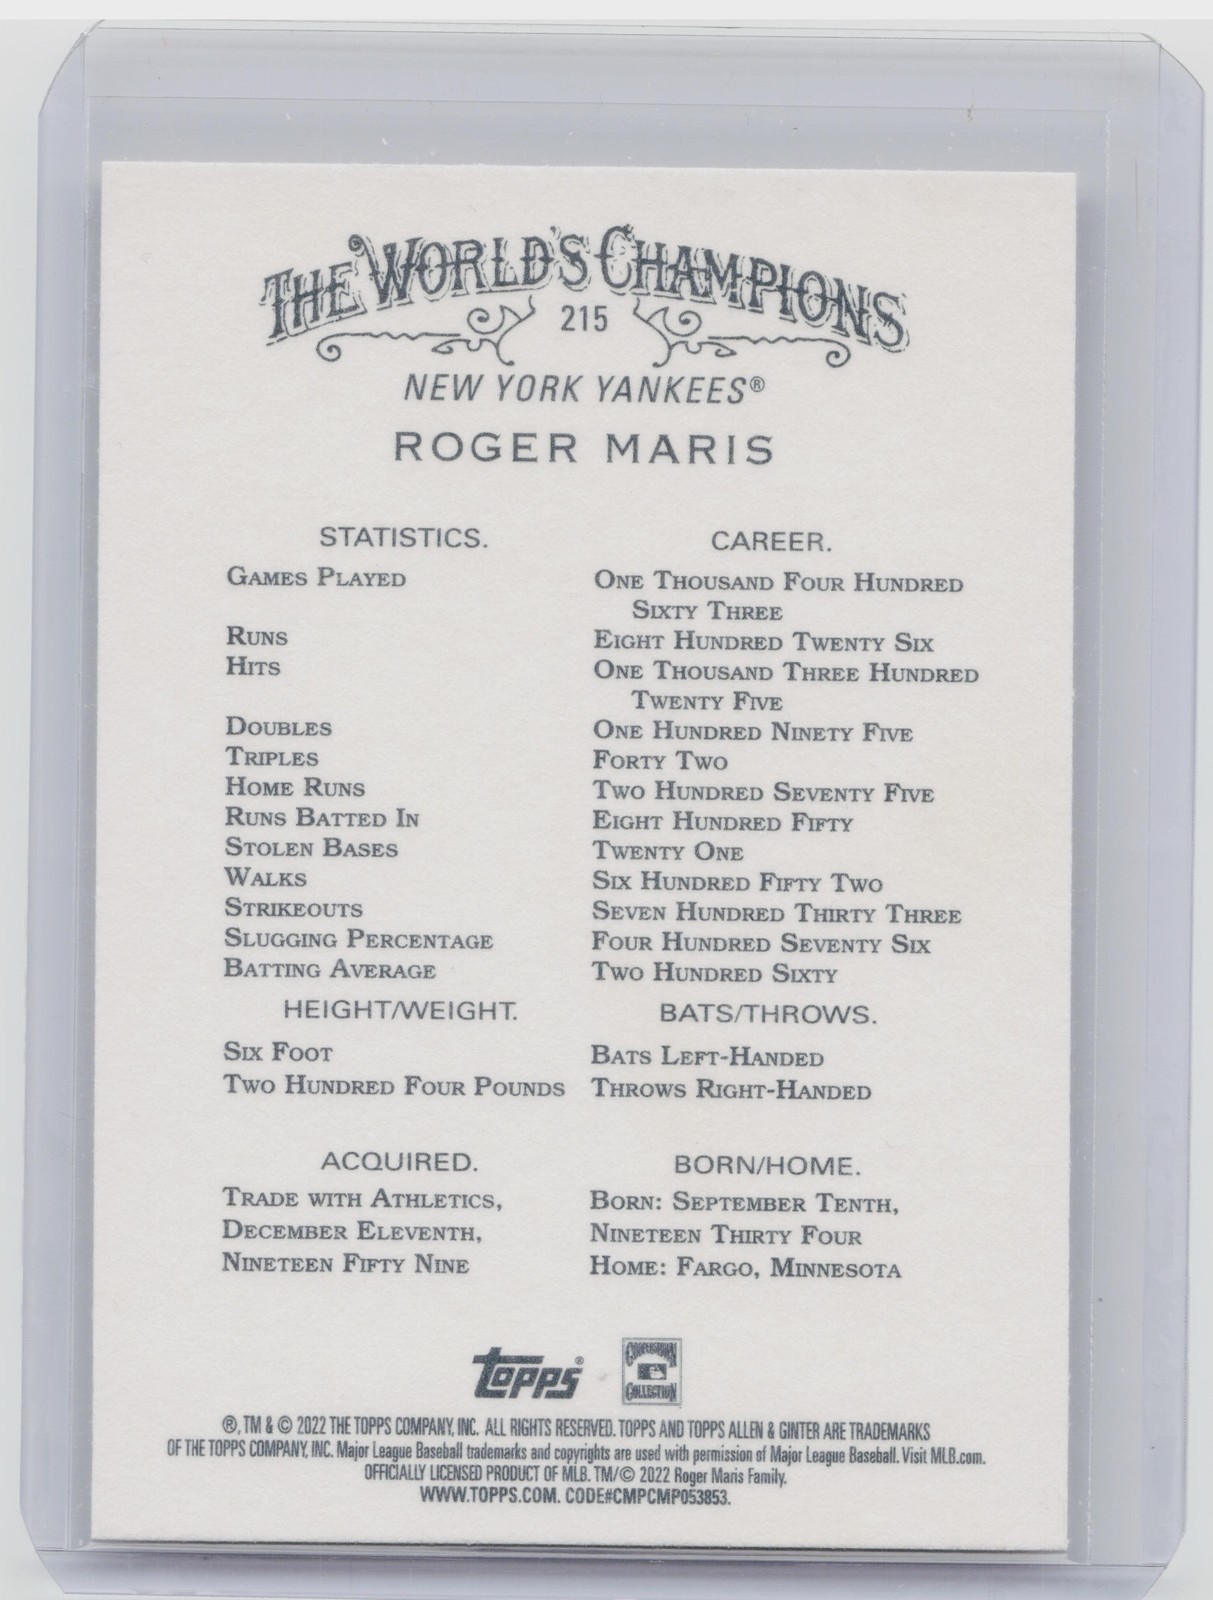 THE WORLD'S CHAMPIONS
215
NEW YORK YANKEES®
ROGER MARIS
STATISTICS. CAREER.
GAMES PLAYED ONE THOUSAND FOUR HUNDRED
SIXTY THREE
RUNS EIGHT HUNDRED TWENTY SIX
HITS ONE THOUSAND THREE HUNDRED
TWENTY FIVE
DOUBLES ONE HUNDRED NINETY FIVE
TRIPLES FORTY TWO
HOME RUNS TWO HUNDRED SEVENTY FIVE
RUNS BATTED IN EIGHT HUNDRED FIFTY
STOLEN BASES TWENTY ONE
WALKS SIX HUNDRED FIFTY TWO
STRIKEOUTS SEVEN HUNDRED THIRTY THREE
SLUGGING PERCENTAGE FOUR HUNDRED SEVENTY SIX
BATTING AVERAGE TWO HUNDRED SIXTY
HEIGHT/WEIGHT. BATS/THROWS.
SIX FOOT BATS LEFT-HANDED
TWO HUNDRED FOUR POUNDS THROWS RIGHT-HANDED
ACQUIRED. BORN/HOME.
TRADE WITH ATHLETICS, BORN: SEPTEMBER TENTH,
DECEMBER ELEVENTH, NINETEEN THIRTY FOUR
NINETEEN FIFTY NINE HOME: FARGO, MINNESOTA
TOPPS® COOPERSTOWN
COLLECTION
®, TM & © 2022 THE TOPPS COMPANY, INC. ALL RIGHTS RESERVED. TOPPS AND TOPPS ALLEN & GINTER ARE TRADEMARKS
OF THE TOPPS COMPANY, INC. Major League Baseball trademarks and copyrights are used with permission of Major League Baseball. Visit MLB.com.
OFFICIALLY LICENSED PRODUCT OF MLB. TM/© 2022 Roger Maris Family.
WWW.TOPPS.COM. CODE#CMPCMP053853.